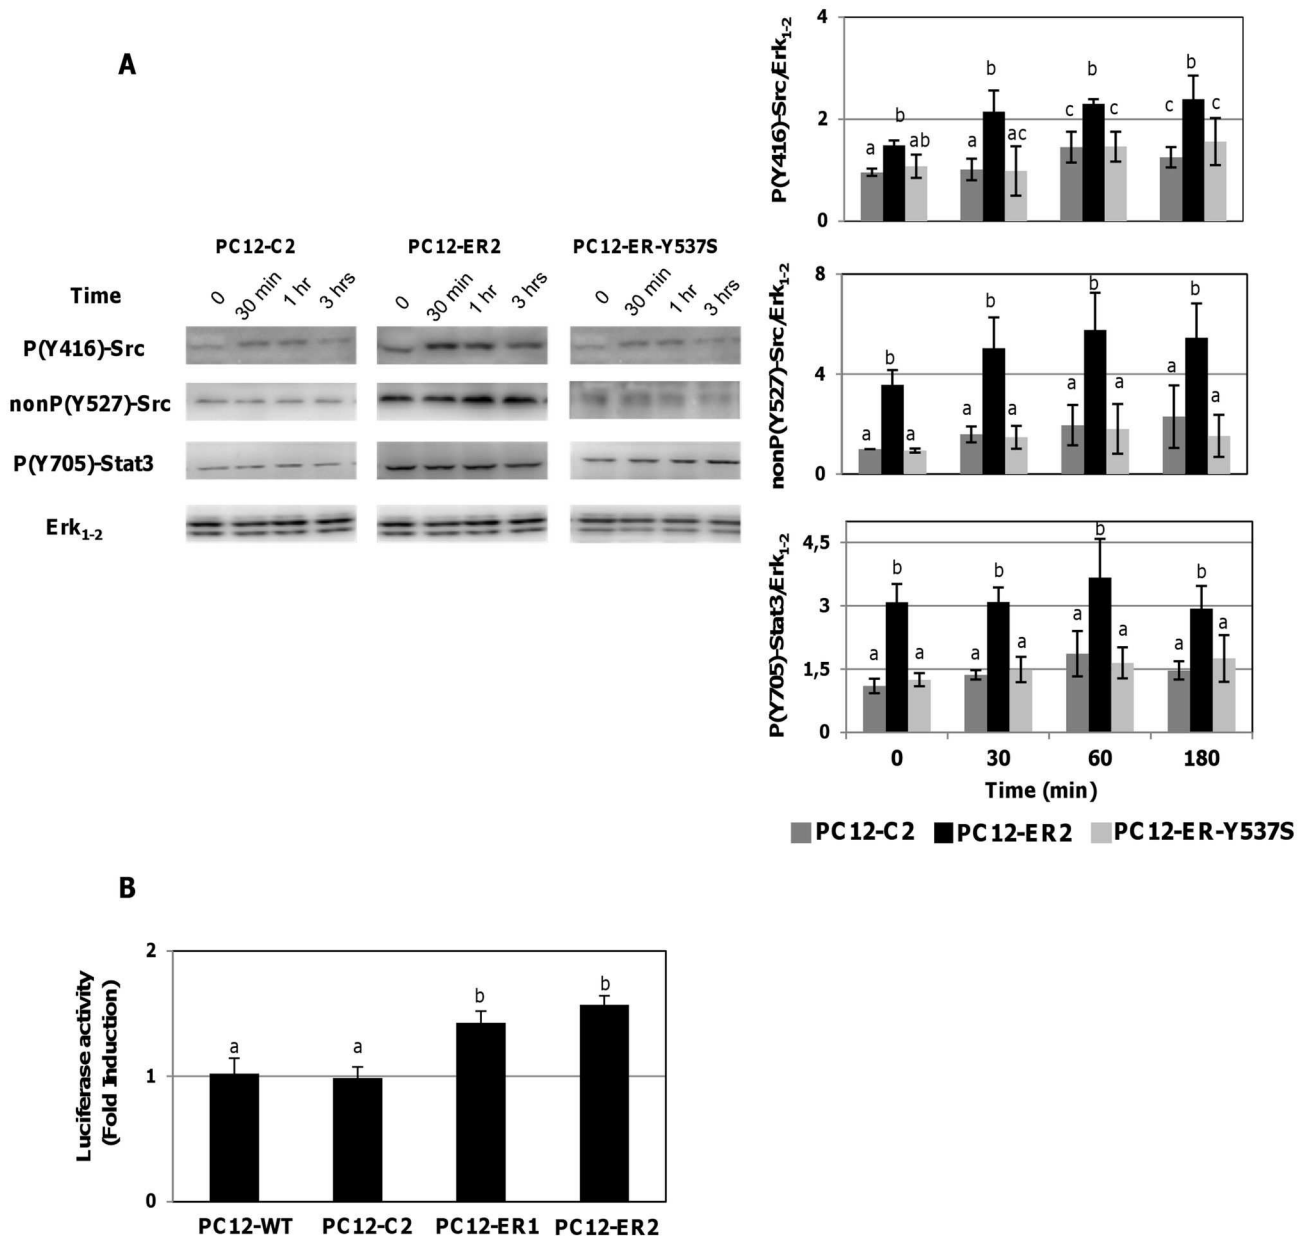 A
PC12-C2
PC12-ER2
PC12-ER-Y537S
Time
0 30 min 1 hr 3 hrs
0 30 min 1 hr 3 hrs
0 30 min 1 hr 3 hrs
P(Y416)-Src
nonP(Y527)-Src
P(Y705)-Stat3
Erk1-2
P(Y416)-Src/Erk1-2
4
2
0
a b ab
a b ac
c b c
c b c
nonP(Y527)-Src/Erk1-2
8
4
0
a b a
a b a
a b a
a b a
P(Y705)-Stat3/Erk1-2
4,5
3
1,5
0
a b a
a b a
a b a
a b a
0 30 60 180
Time (min)
PC12-C2 PC12-ER2 PC12-ER-Y537S
B
Luciferase activity
(Fold Induction)
2
1
0
a a b b
PC12-WT PC12-C2 PC12-ER1 PC12-ER2